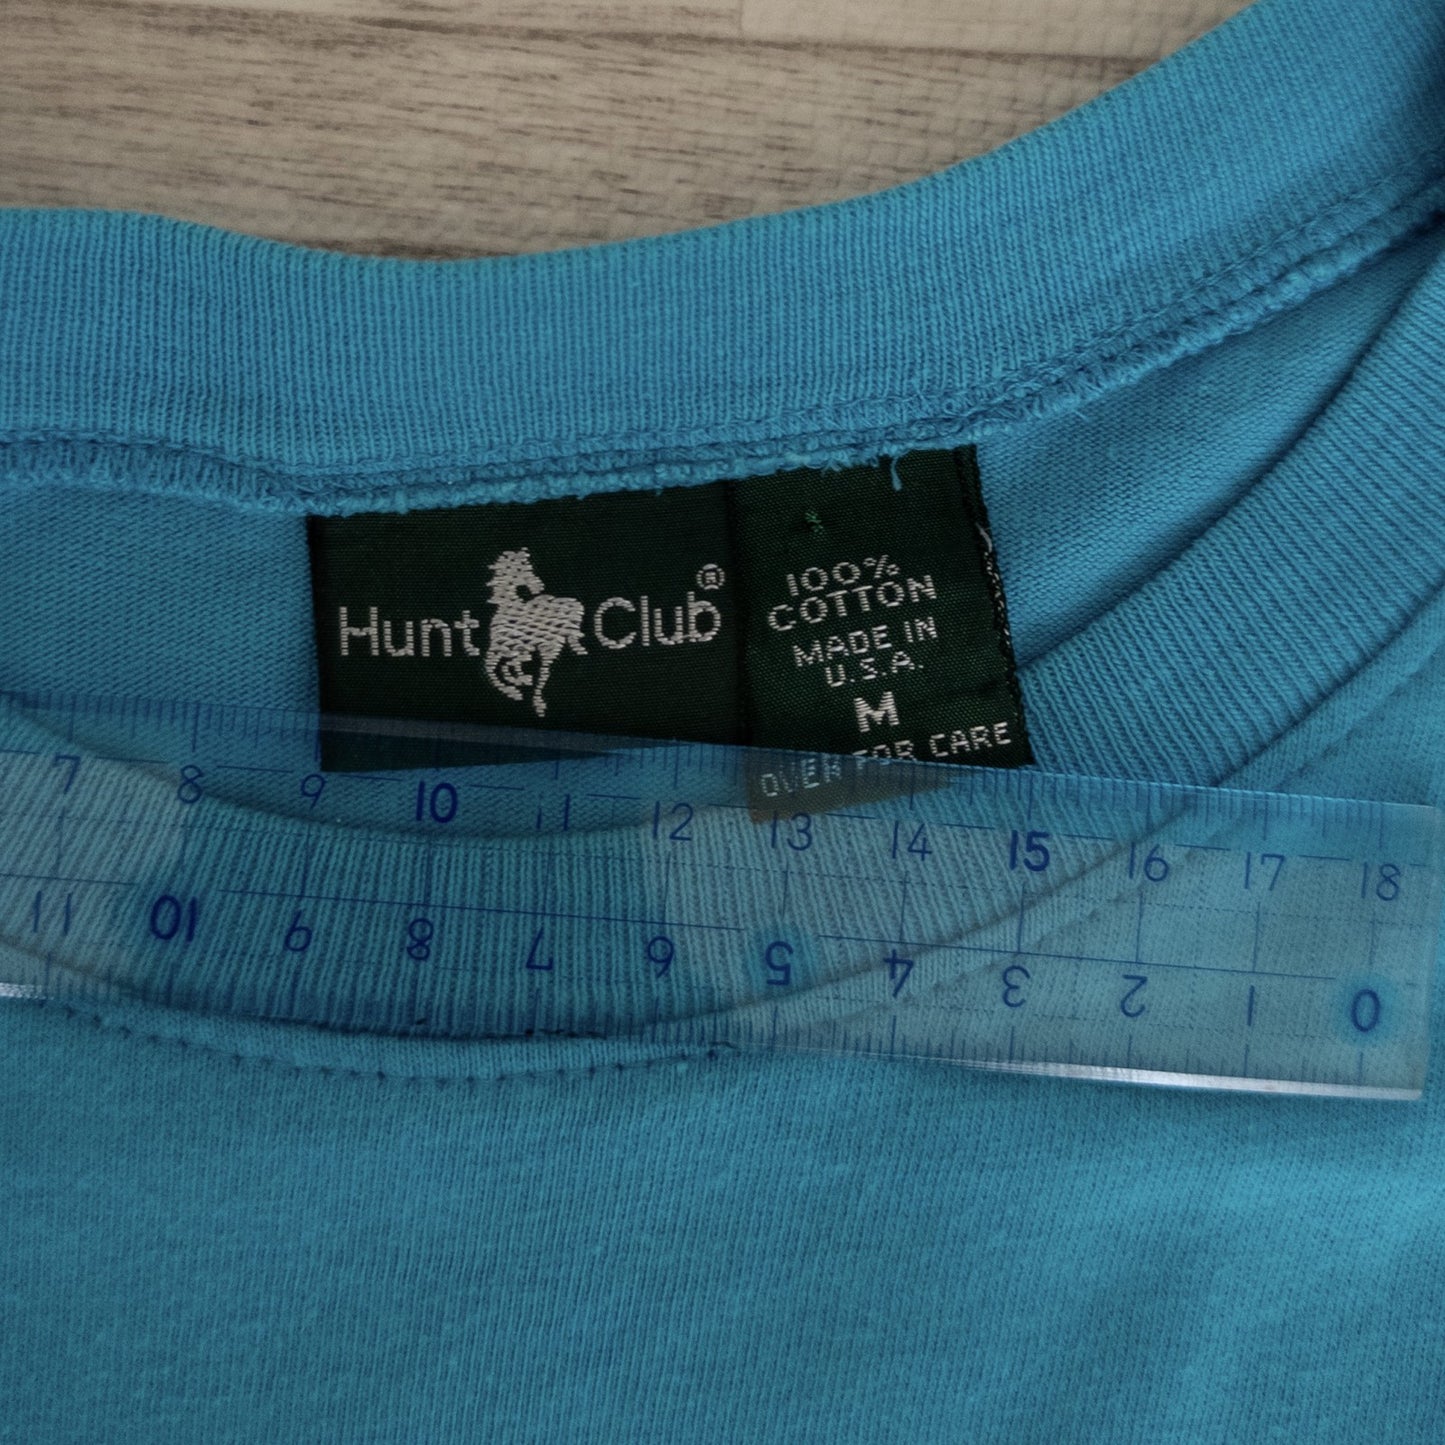 Hunt Club®
100%
COTTON
MADE IN
U.S.A.
M
OVER FOR CARE
7 8 9 10 11 12 13 14 15 16 17 18
11 10 9 8 7 6 5 4 3 2 1 0